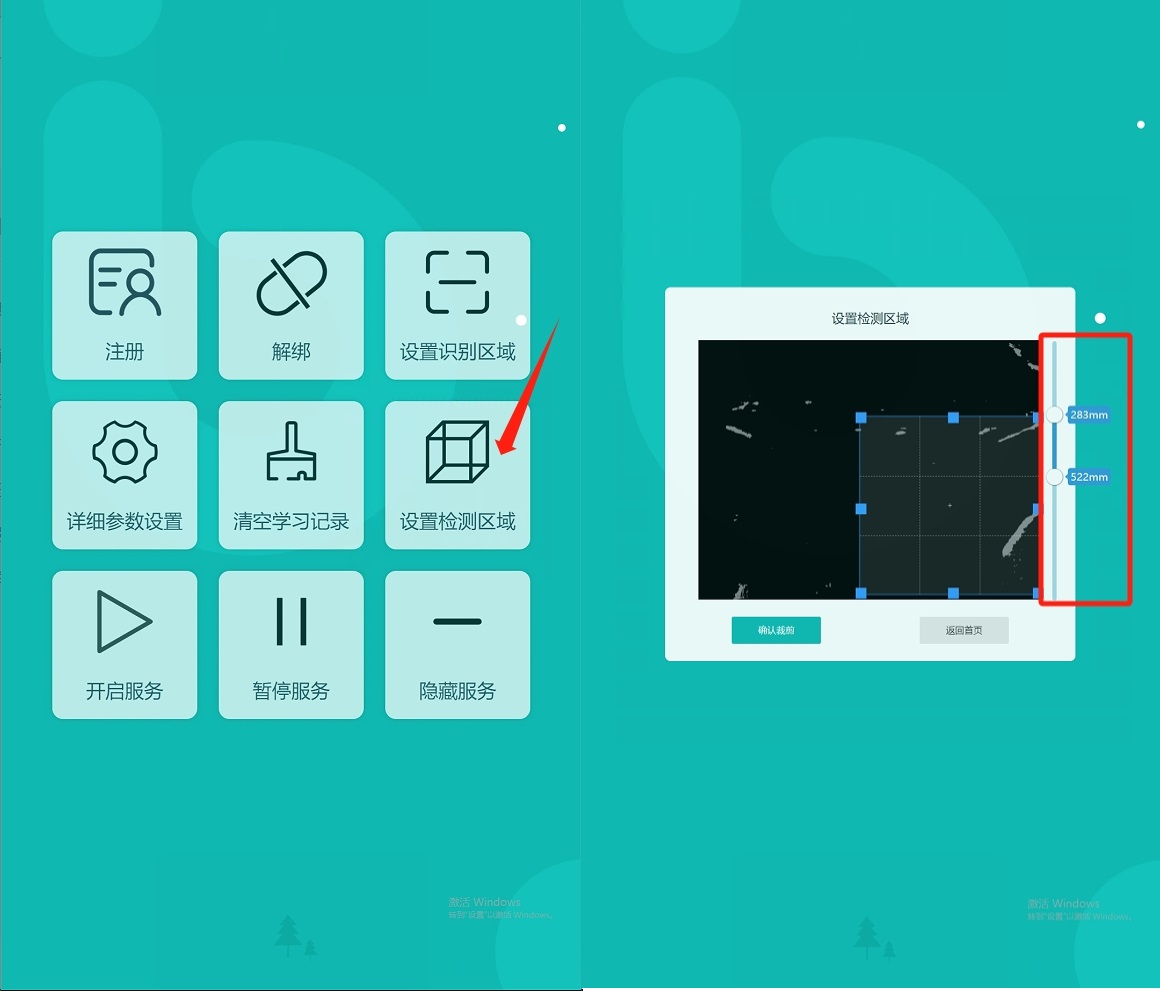 注册
解绑
设置识别区域
详细参数设置
清空学习记录
设置检测区域
开启服务
暂停服务
隐藏服务
激活 Windows
转到"设置"以激活 Windows。
设置检测区域
283mm
522mm
确认裁剪
返回首页
激活 Windows
转到"设置"以激活 Windows。